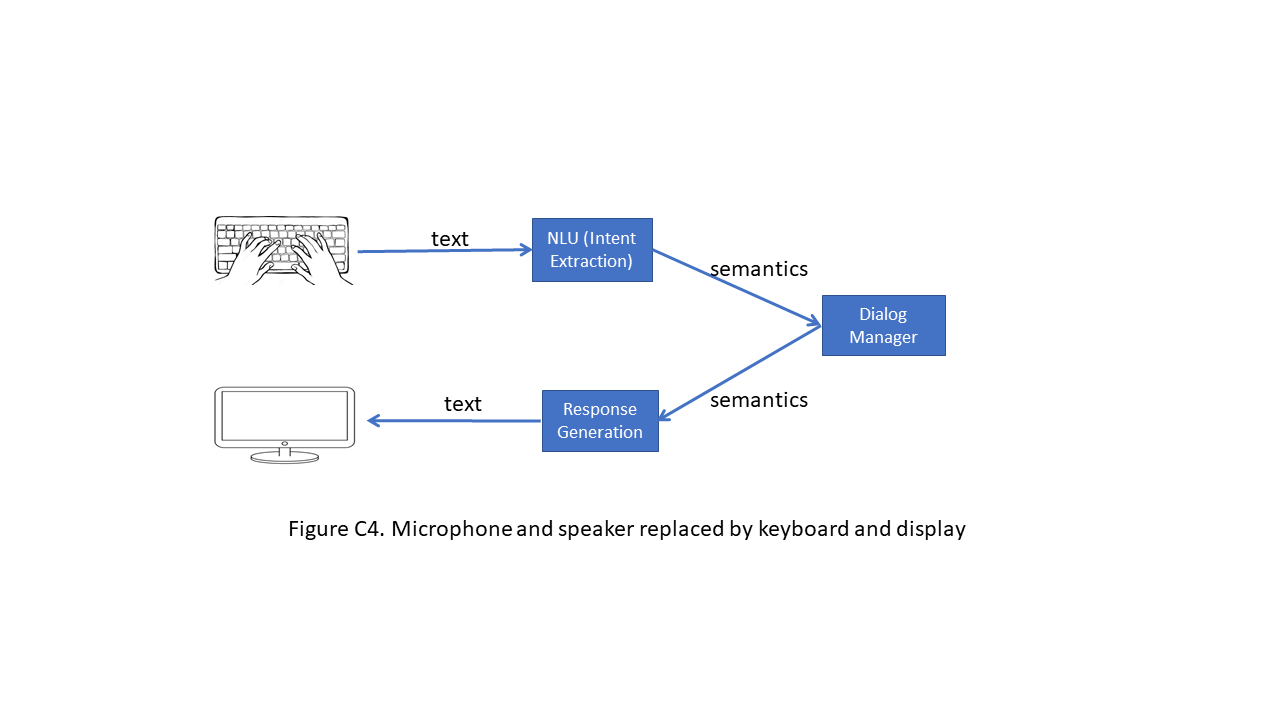 text
NLU (Intent
Extraction)
semantics
Dialog
Manager
text
Response
Generation
semantics
Figure C4. Microphone and speaker replaced by keyboard and display